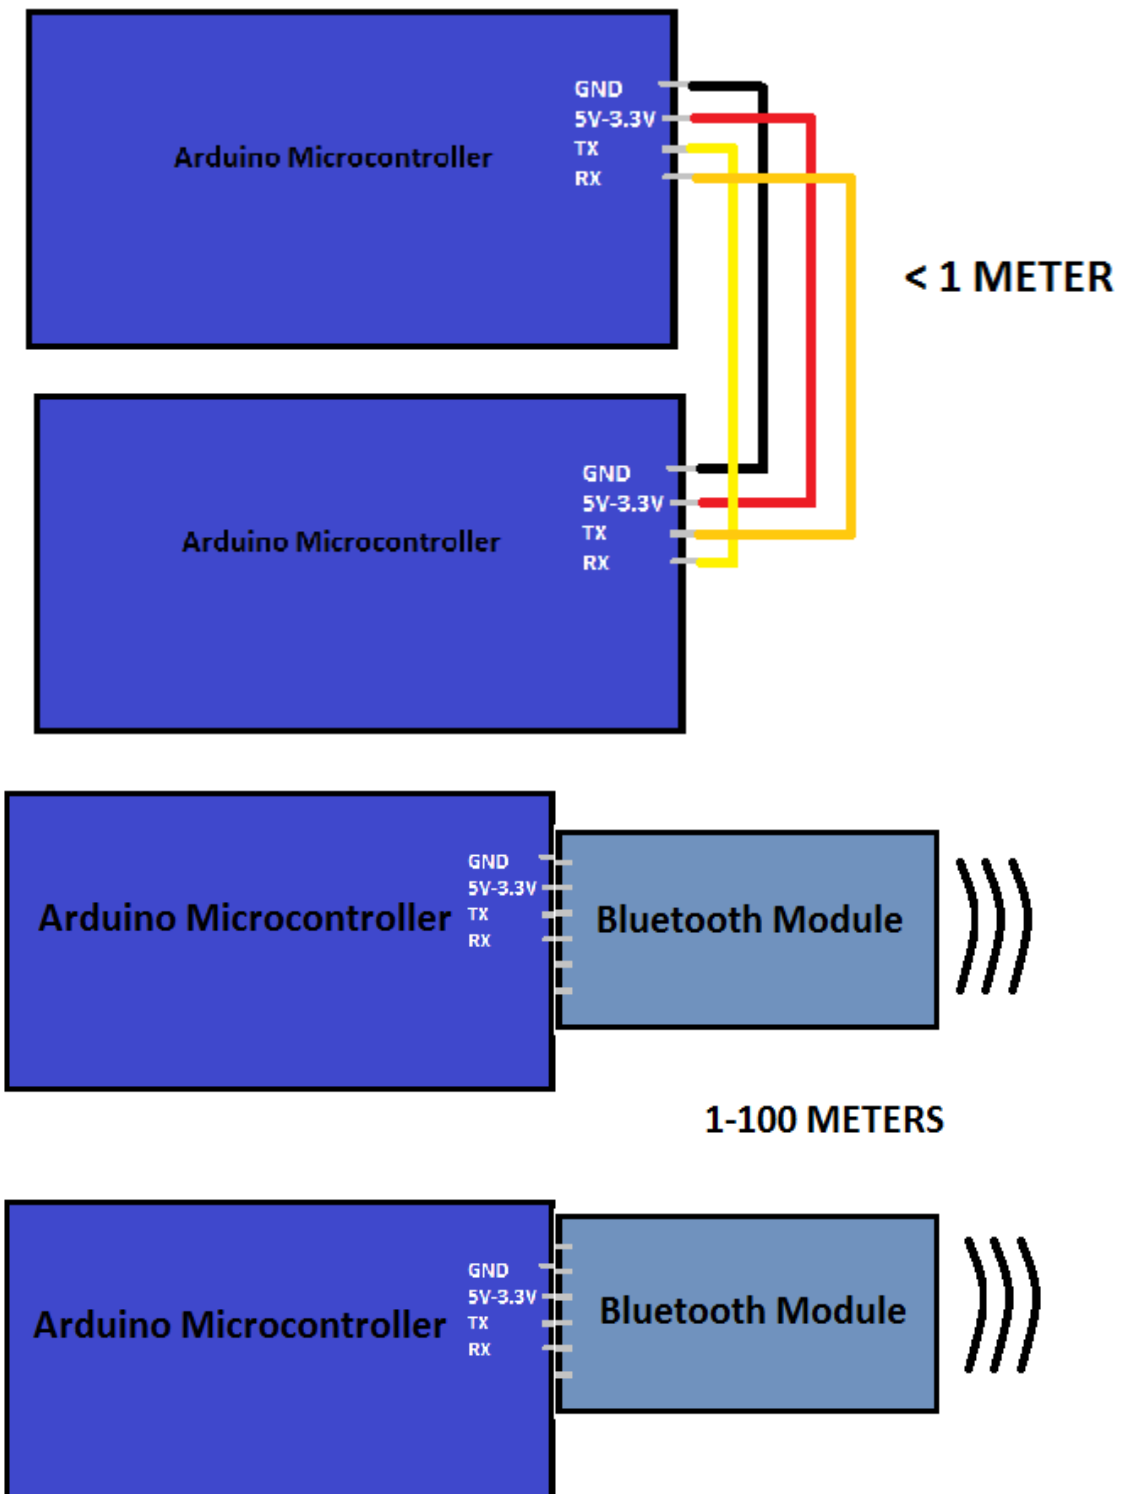 GND
5V-3.3V
Arduino Microcontroller
TX
RX
< 1 METER
GND
5V-3.3V
Arduino Microcontroller
TX
RX
GND
5V-3.3V
Arduino Microcontroller
TX
RX
Bluetooth Module
1-100 METERS
GND
5V-3.3V
Arduino Microcontroller
TX
RX
Bluetooth Module